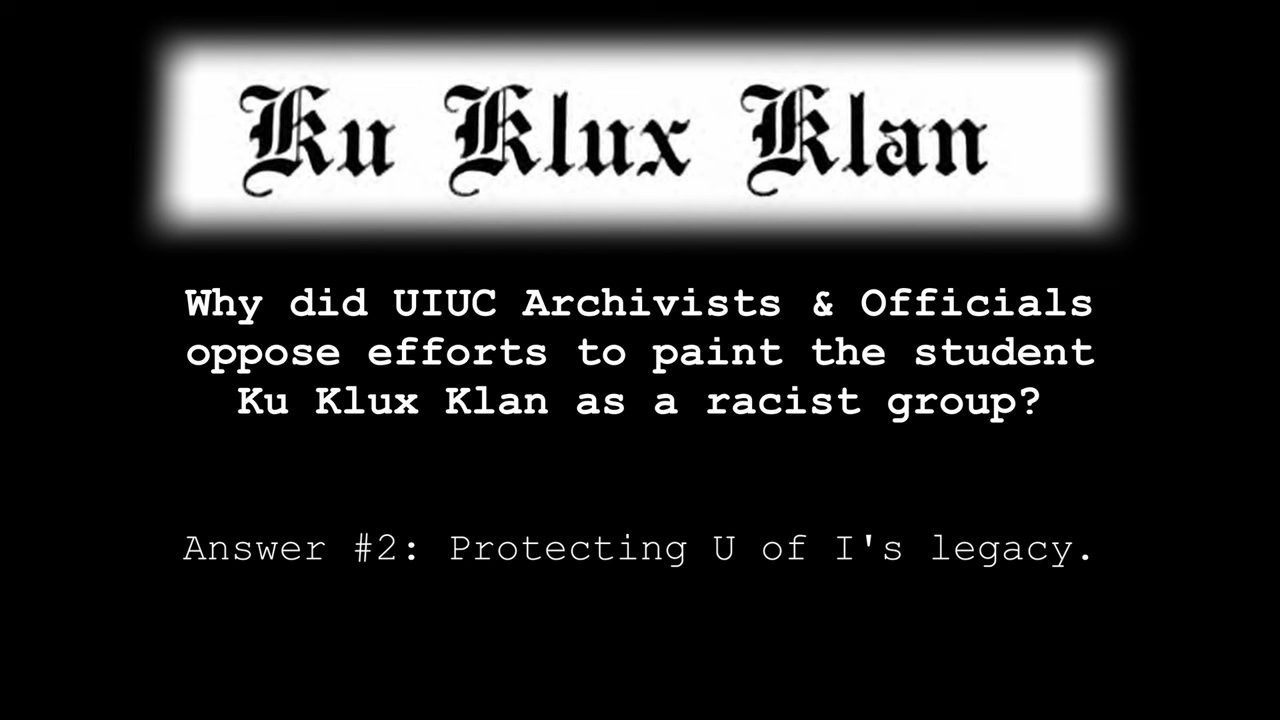 Ku Klux Klan
Why did UIUC Archivists & Officials
oppose efforts to paint the student
Ku Klux Klan as a racist group?
Answer #2: Protecting U of I's legacy.